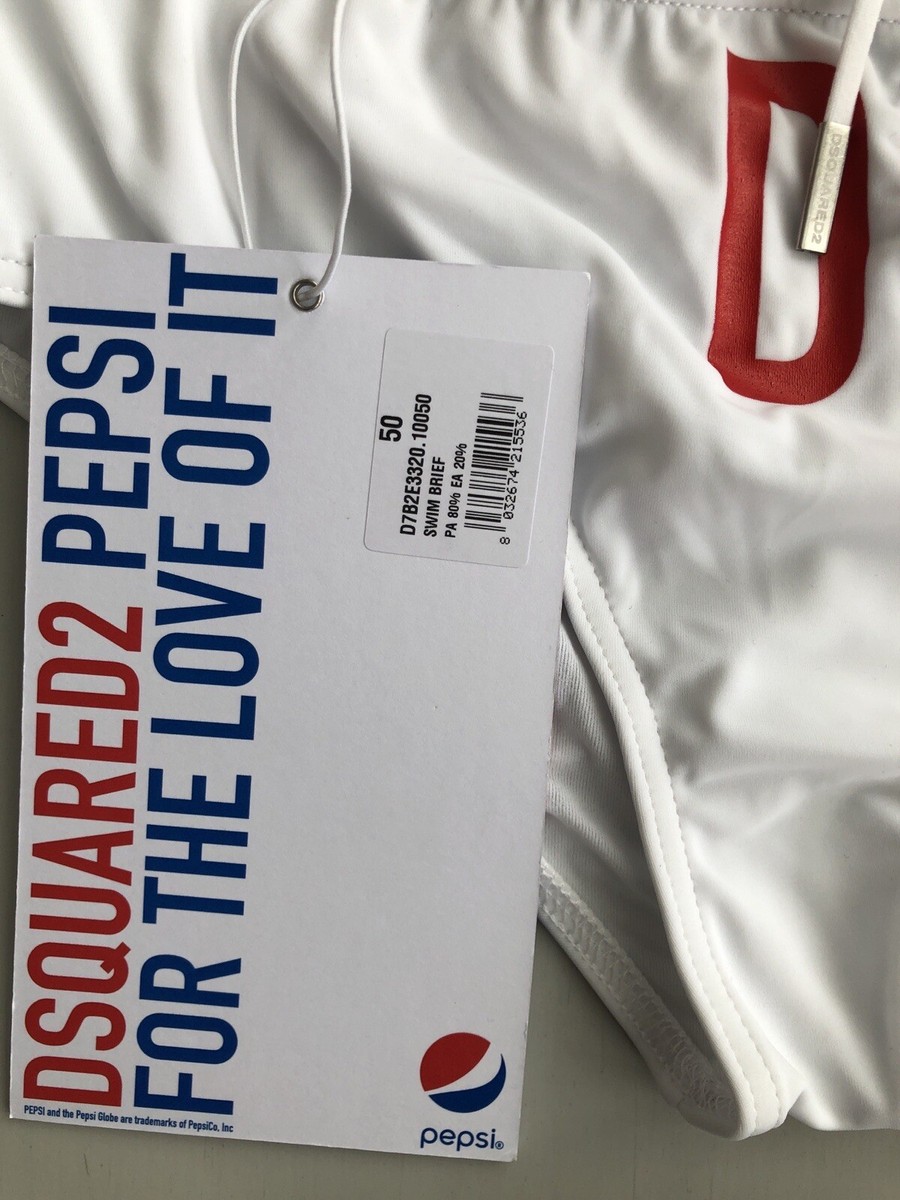 DSQUARED2 PEPSI
FOR THE LOVE OF IT
50
D7B2E3320.10050
SWIM BRIEF
PA 80% EA 20%
8 032674 215536
PEPSI and the Pepsi Globe are trademarks of PepsiCo, Inc
pepsi®
D
DSQUARED2